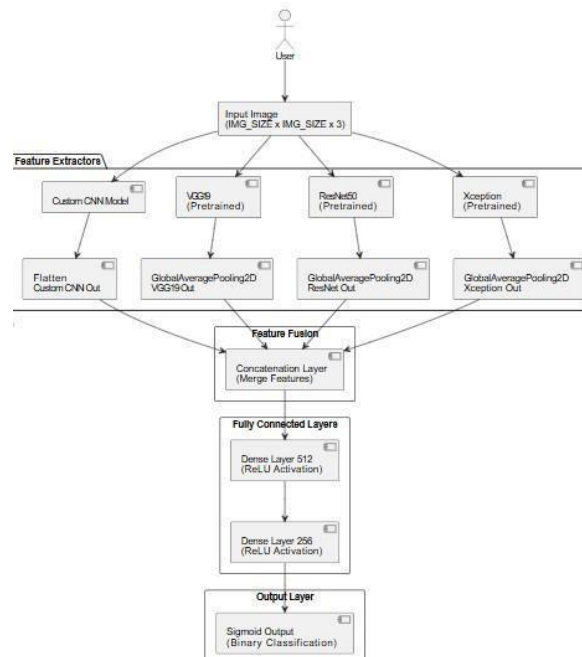 User
Input Image
(IMG_SIZE x IMG_SIZE x 3)
Feature Extractors
Custom CNN Model
VGG19
(Pretrained)
ResNet50
(Pretrained)
Xception
(Pretrained)
Flatten
Custom CNN Out
GlobalAveragePooling2D
VGG19 Out
GlobalAveragePooling2D
ResNet Out
GlobalAveragePooling2D
Xception Out
Feature Fusion
Concatenation Layer
(Merge Features)
Fully Connected Layers
Dense Layer 512
(ReLU Activation)
Dense Layer 256
(ReLU Activation)
Output Layer
Sigmoid Output
(Binary Classification)